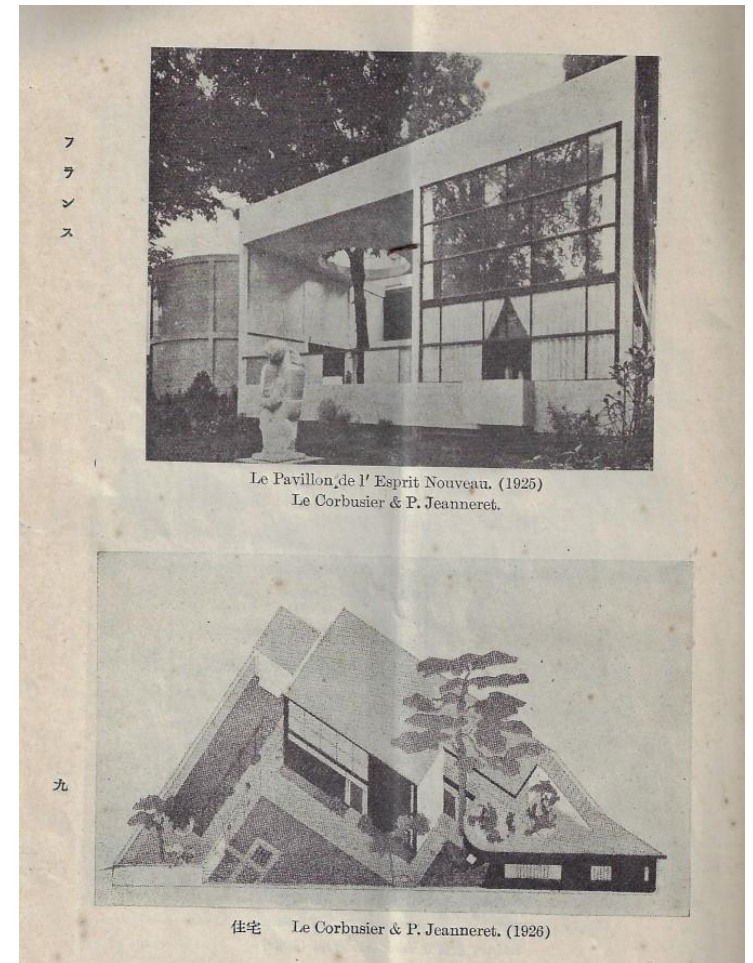 フランス
Le Pavillon de l' Esprit Nouveau. (1925)
Le Corbusier & P. Jeanneret.
九
住宅 Le Corbusier & P. Jeanneret. (1926)